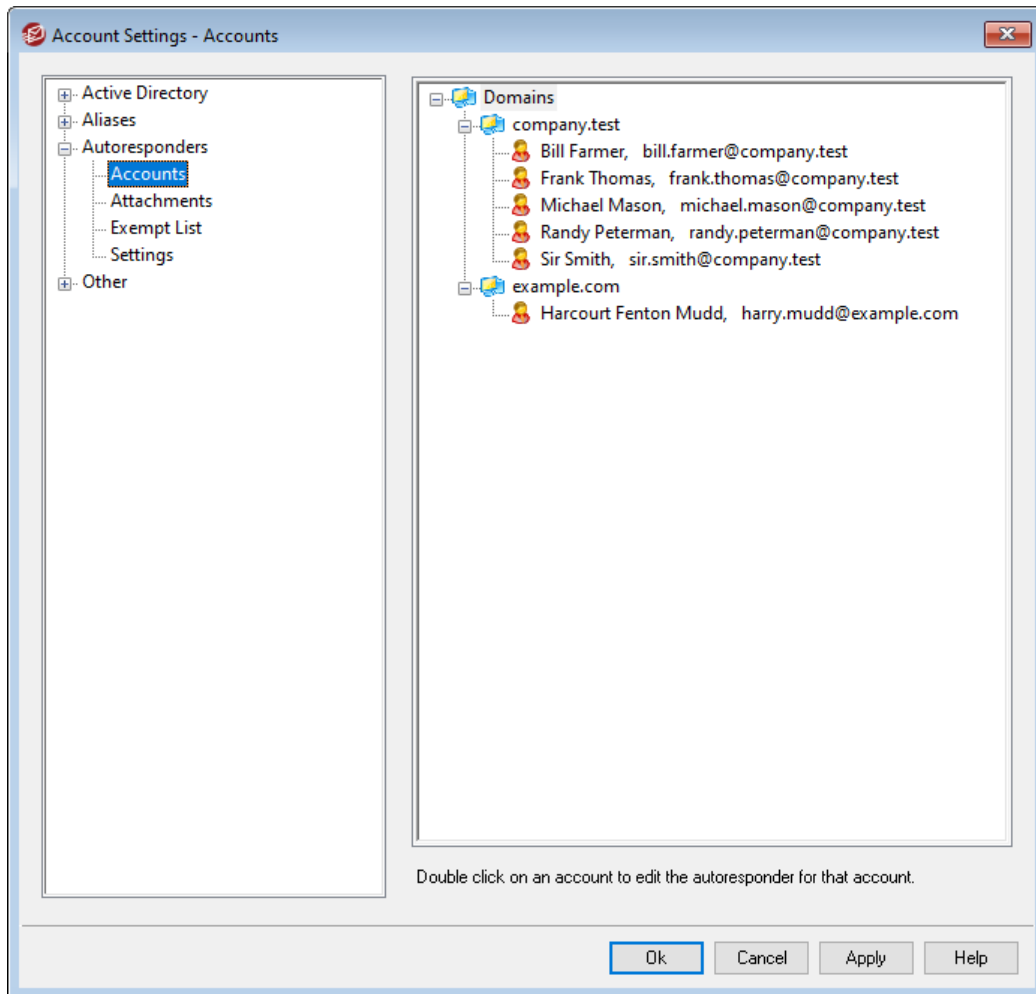 Account Settings - Accounts
Active Directory
Aliases
Autoresponders
Accounts
Attachments
Exempt List
Settings
Other
Domains
company.test
Bill Farmer, bill.farmer@company.test
Frank Thomas, frank.thomas@company.test
Michael Mason, michael.mason@company.test
Randy Peterman, randy.peterman@company.test
Sir Smith, sir.smith@company.test
example.com
Harcourt Fenton Mudd, harry.mudd@example.com
Double click on an account to edit the autoresponder for that account.
Ok Cancel Apply Help